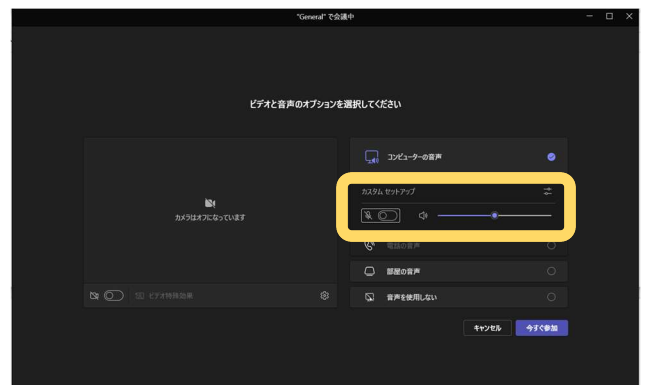 "General" で会議中
ビデオと音声のオプションを選択してください
コンピューターの音声
カスタム セットアップ
カメラはオフになっています
電話の音声
部屋の音声
ビデオ特殊効果
音声を使用しない
キャンセル
今すぐ参加